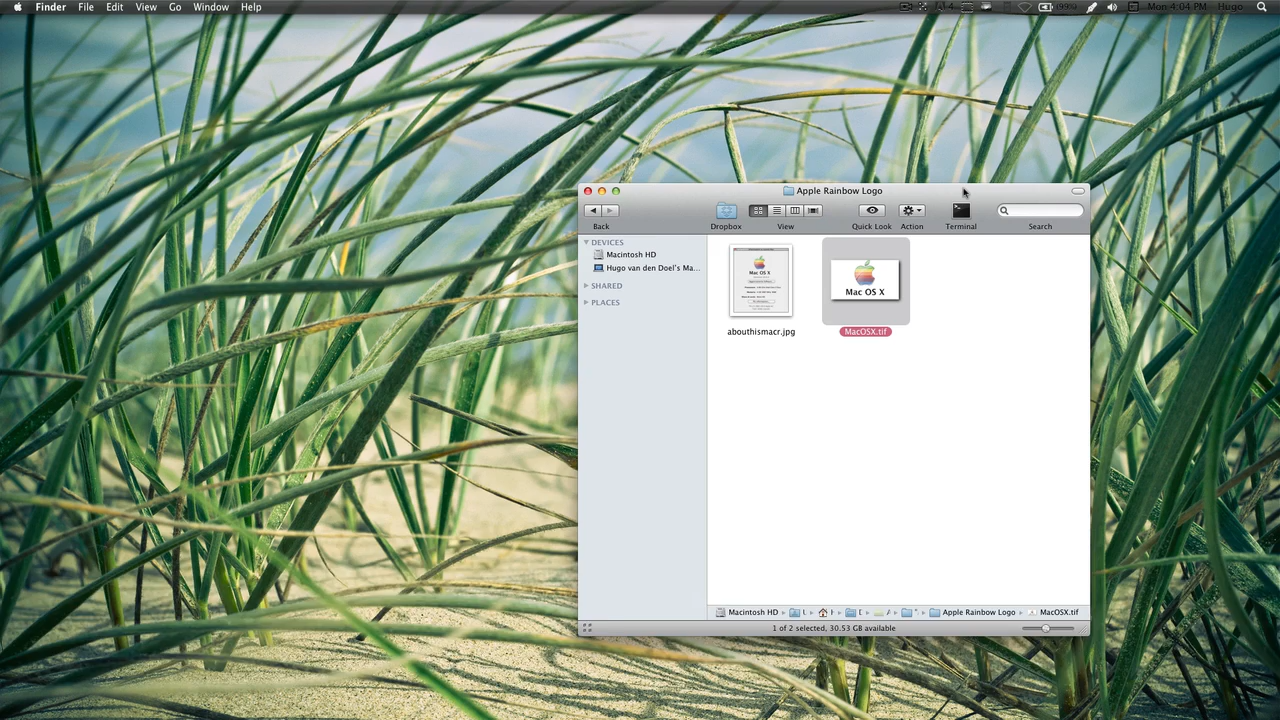 Finder File Edit View Go Window Help
(99%) Mon 4:04 PM Hugo
Apple Rainbow Logo
Back Dropbox View Quick Look Action Terminal Search
DEVICES
Macintosh HD
Hugo van den Doel's Ma...
SHARED
PLACES
Mac OS X
abouthismacr.jpg
Mac OS X
MacOSX.tif
Macintosh HD Apple Rainbow Logo MacOSX.tif
1 of 2 selected, 30.53 GB available